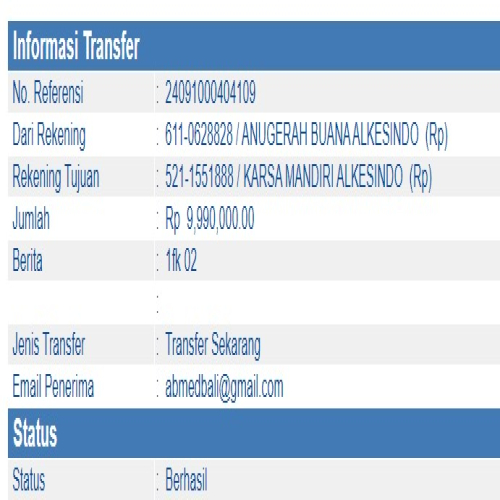 Informasi Transfer
No. Referensi : 24091000404109
Dari Rekening : 611-0628828 / ANUGERAH BUANA ALKESINDO (Rp)
Rekening Tujuan : 521-1551888 / KARSA MANDIRI ALKESINDO (Rp)
Jumlah : Rp 9,990,000.00
Berita : 1fk 02
:
Jenis Transfer : Transfer Sekarang
Email Penerima : abmedbali@gmail.com
Status
Status : Berhasil